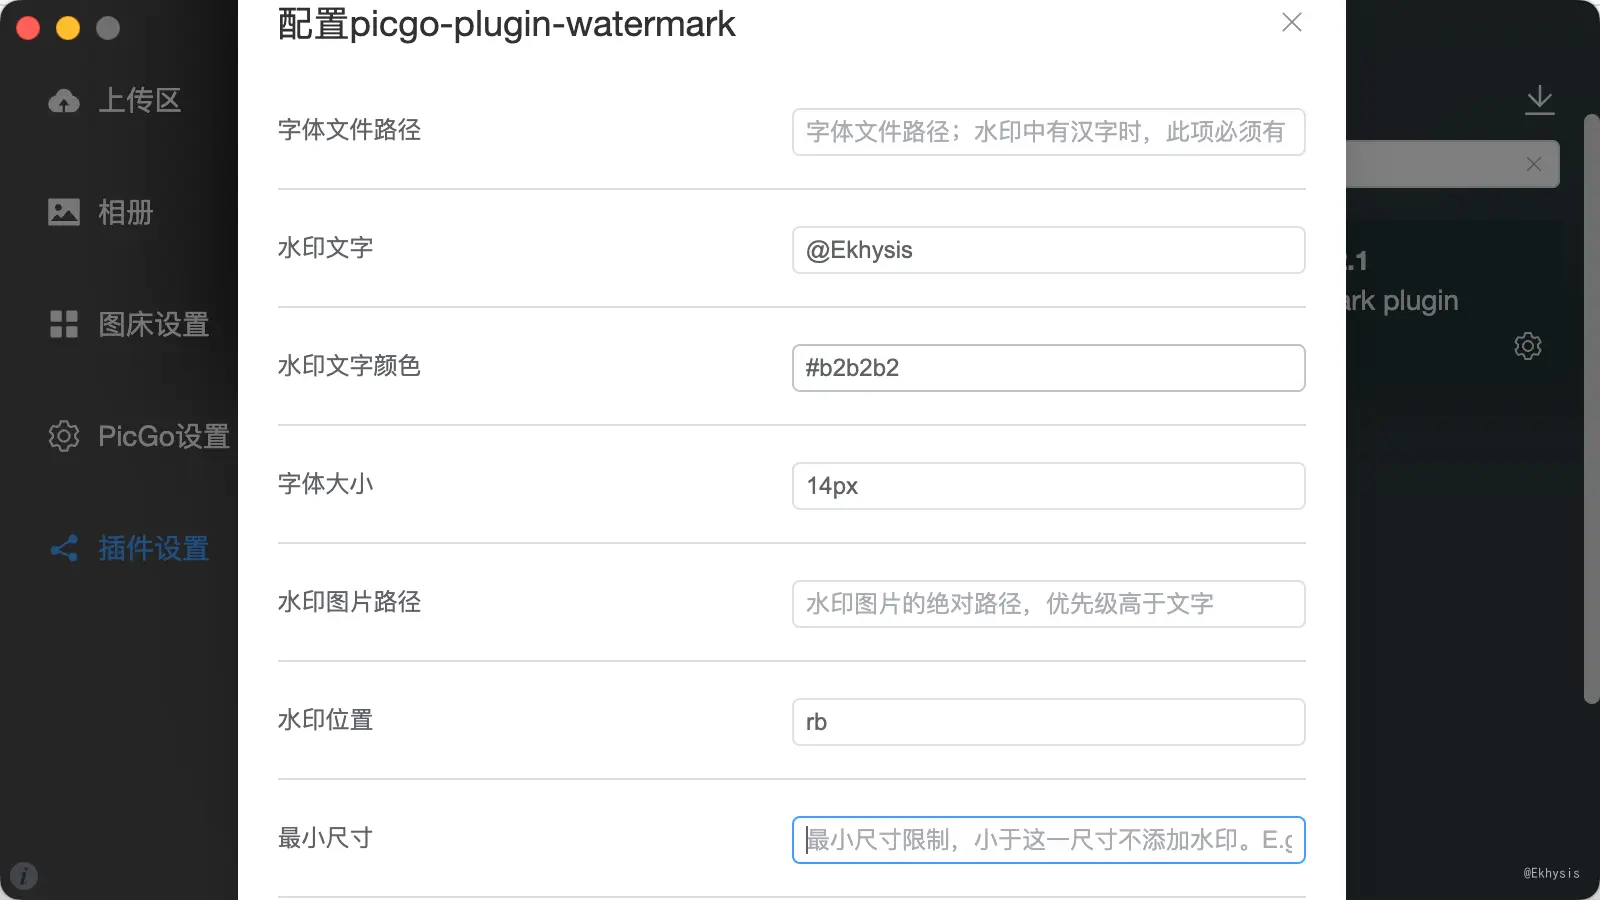 配置picgo-plugin-watermark
上传区
相册
图床设置
PicGo设置
插件设置
字体文件路径
字体文件路径；水印中有汉字时，此项必须有
水印文字
@Ekhysis
水印文字颜色
#b2b2b2
字体大小
14px
水印图片路径
水印图片的绝对路径，优先级高于文字
水印位置
rb
最小尺寸
最小尺寸限制，小于这一尺寸不添加水印。E.g
.1
ark plugin
@Ekhysis